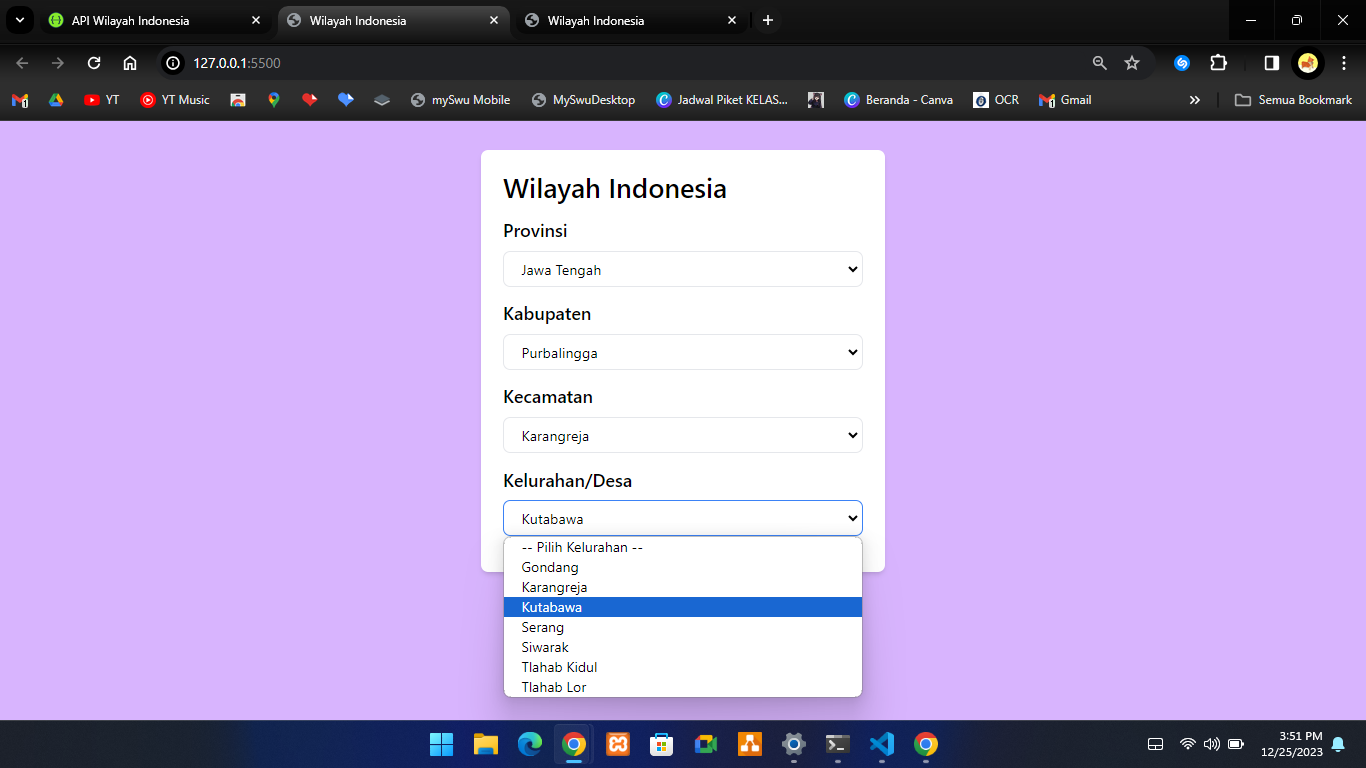 API Wilayah Indonesia
Wilayah Indonesia
Wilayah Indonesia
127.0.0.1:5500
YT
YT Music
mySwu Mobile
MySwuDesktop
Jadwal Piket KELAS...
Beranda - Canva
OCR
Gmail
Semua Bookmark
Wilayah Indonesia
Provinsi
Jawa Tengah
Kabupaten
Purbalingga
Kecamatan
Karangreja
Kelurahan/Desa
Kutabawa
-- Pilih Kelurahan --
Gondang
Karangreja
Kutabawa
Serang
Siwarak
Tlahab Kidul
Tlahab Lor
3:51 PM
12/25/2023